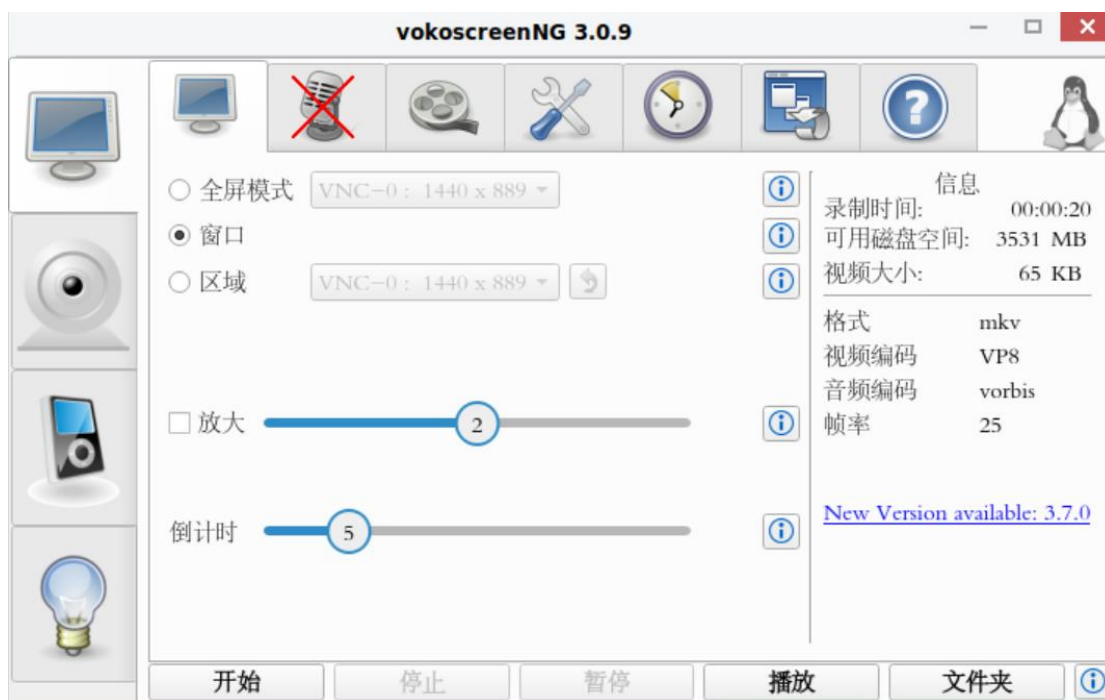 vokoscreenNG 3.0.9
全屏模式 VNC-0 : 1440 x 889
窗口
区域 VNC-0 : 1440 x 889
放大 2
倒计时 5
信息
录制时间: 00:00:20
可用磁盘空间: 3531 MB
视频大小: 65 KB
格式 mkv
视频编码 VP8
音频编码 vorbis
帧率 25
New Version available: 3.7.0
开始 停止 暂停 播放 文件夹